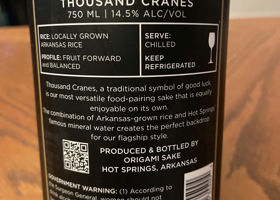 THOUSAND CRANES
750 ML | 14.5% ALC/VOL
RICE: LOCALLY GROWN
ARKANSAS RICE
SERVE:
CHILLED
PROFILE: FRUIT FORWARD
and BALANCED
KEEP
REFRIGERATED
Thousand Cranes, a traditional symbol of good luck,
is our most versatile food-pairing sake that is equally
enjoyable on its own.
The combination of Arkansas-grown rice and Hot Springs
famous mineral water creates the perfect backdrop
for our flagship style.
PRODUCED & BOTTLED BY
ORIGAMI SAKE
HOT SPRINGS, ARKANSAS
GOVERNMENT WARNING: (1) According to
the Surgeon General, women should not